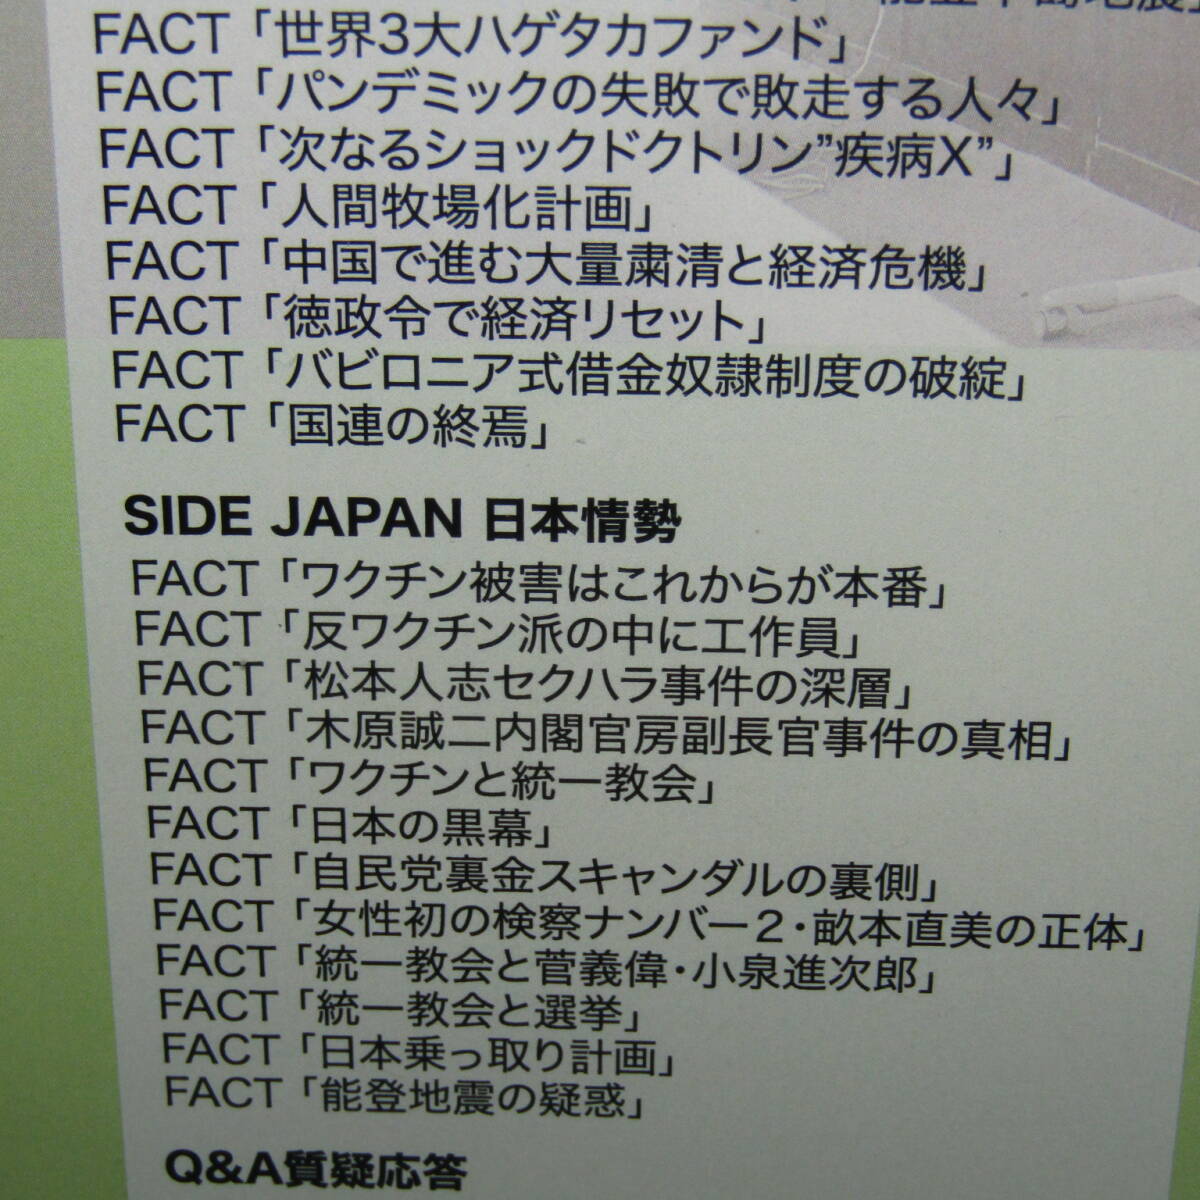 FACT「世界3大ハゲタカファンド」
FACT「パンデミックの失敗で敗走する人々」
FACT「次なるショックドクトリン”疾病X”」
FACT「人間牧場化計画」
FACT「中国で進む大量粛清と経済危機」
FACT「徳政令で経済リセット」
FACT「バビロニア式借金奴隷制度の破綻」
FACT「国連の終焉」
SIDE JAPAN 日本情勢
FACT「ワクチン被害はこれからが本番」
FACT「反ワクチン派の中に工作員」
FACT「松本人志セクハラ事件の深層」
FACT「木原誠二内閣官房副長官事件の真相」
FACT「ワクチンと統一教会」
FACT「日本の黒幕」
FACT「自民党裏金スキャンダルの裏側」
FACT「女性初の検察ナンバー2・畝本直美の正体」
FACT「統一教会と菅義偉・小泉進次郎」
FACT「統一教会と選挙」
FACT「日本乗っ取り計画」
FACT「能登地震の疑惑」
Q&A質疑応答